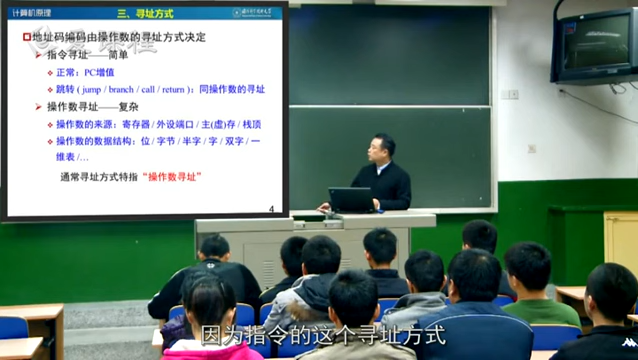 计算机原理
三、寻址方式
爱课程
地址码编码由操作数的寻址方式决定
指令寻址——简单
正常：PC增值
跳转 ( jump / branch / call / return )：同操作数的寻址
操作数寻址——复杂
操作数的来源：寄存器 / 外设端口 / 主(虚)存 / 栈顶
操作数的数据结构：位 / 字节 / 半字 / 字 / 双字 / 一
维表 /…
通常寻址方式特指 “操作数寻址”
4
因为指令的这个寻址方式